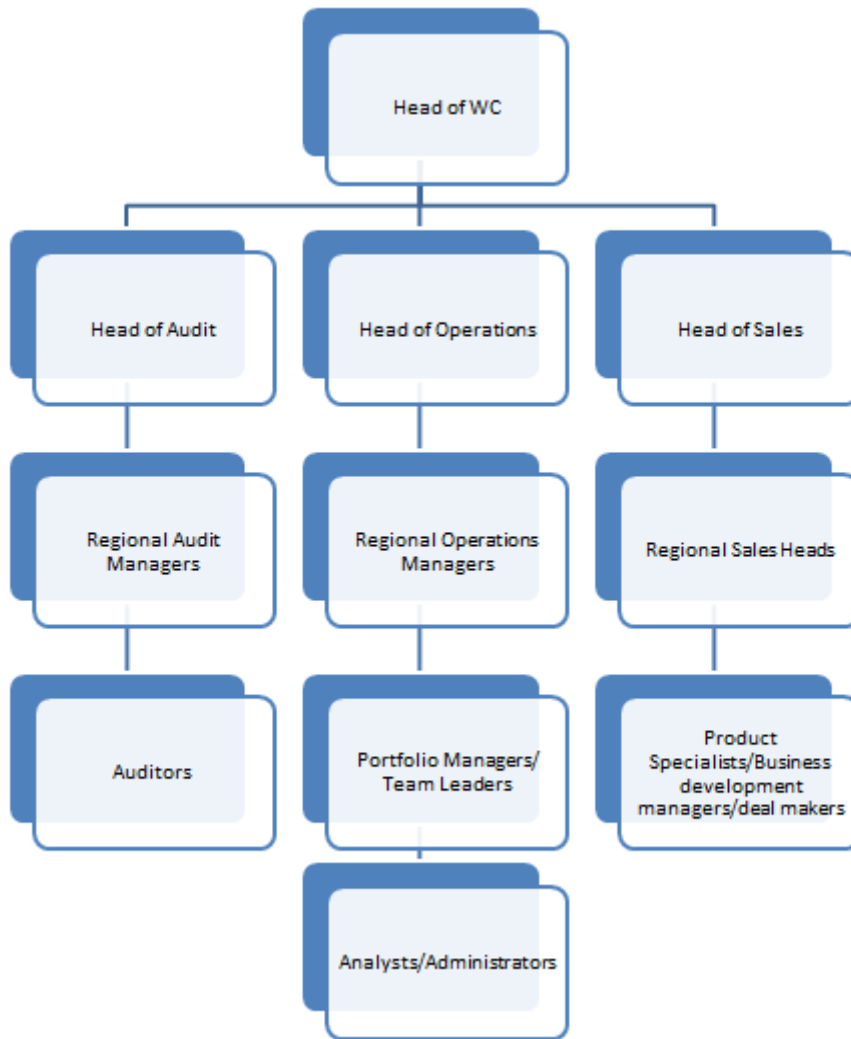 Head of WC
Head of Audit
Head of Operations
Head of Sales
Regional Audit
Managers
Regional Operations
Managers
Regional Sales Heads
Auditors
Portfolio Managers/
Team Leaders
Product
Specialists/Business
development
managers/deal makers
Analysts/Administrators